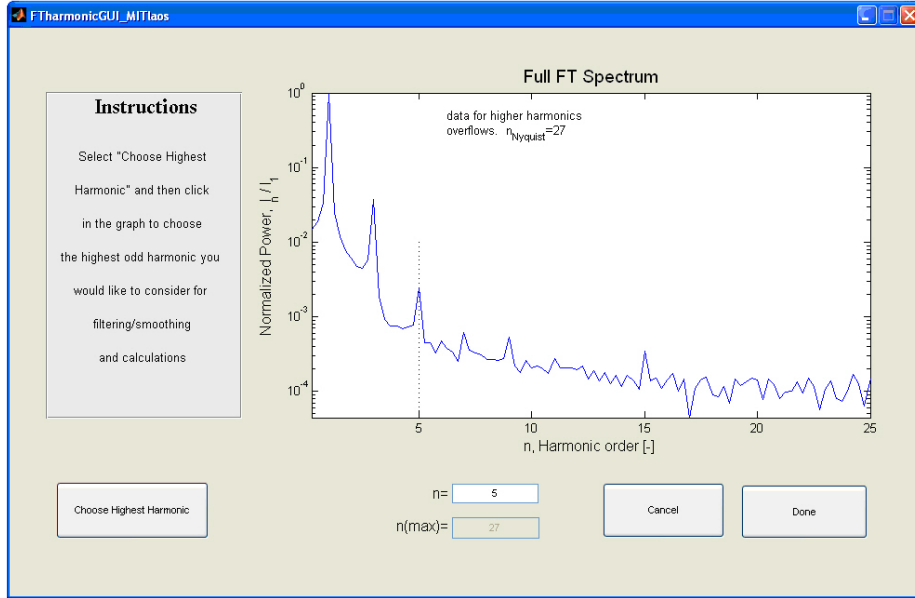 FTharmonicGUI_MITlaos
Instructions
Select "Choose Highest
Harmonic" and then click
in the graph to choose
the highest odd harmonic you
would like to consider for
filtering/smoothing
and calculations
Full FT Spectrum
data for higher harmonics
overflows. n_Nyquist=27
Normalized Power, I_n / I_1
10^0
10^-1
10^-2
10^-3
10^-4
5
10
15
20
25
n, Harmonic order [-]
Choose Highest Harmonic
n=
5
n(max)=
27
Cancel
Done